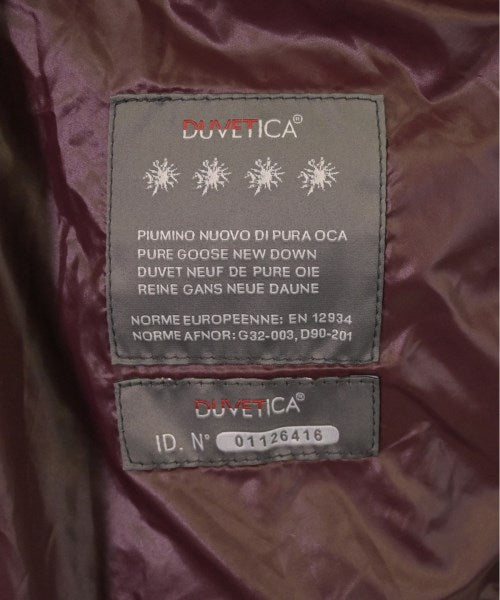 DUVETICA®
PIUMINO NUOVO DI PURA OCA
PURE GOOSE NEW DOWN
DUVET NEUF DE PURE OIE
REINE GANS NEUE DAUNE
NORME EUROPEENNE: EN 12934
NORME AFNOR: G32-003, D90-201
DUVETICA®
ID. N° 01126416